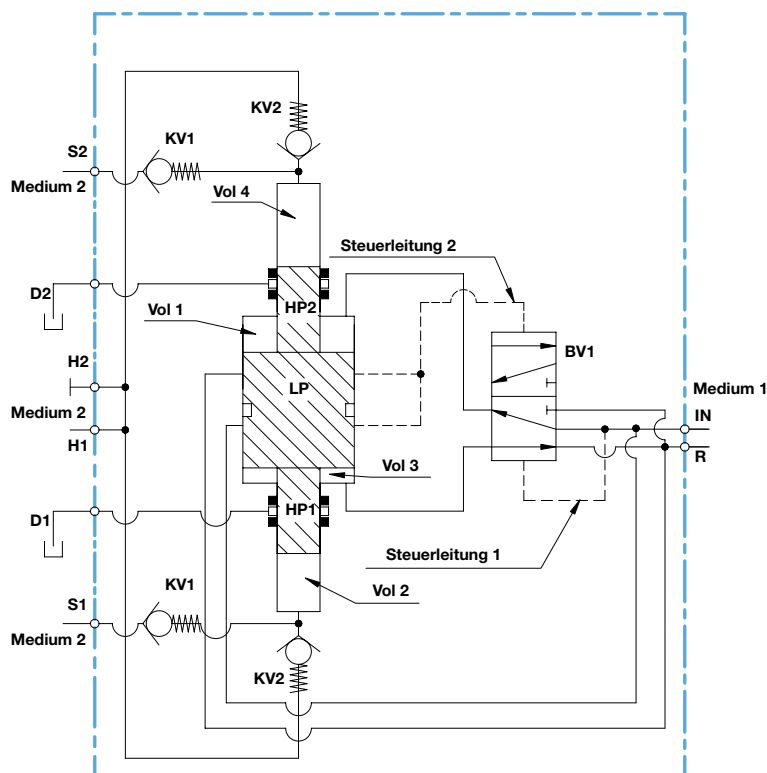 KV2
KV1
S2
Medium 2
Vol 4
Steuerleitung 2
D2
Vol 1
HP2
BV1
H2
LP
Medium 1
Medium 2
IN
H1
R
Vol 3
D1
HP1
Steuerleitung 1
KV1
Vol 2
S1
Medium 2
KV2